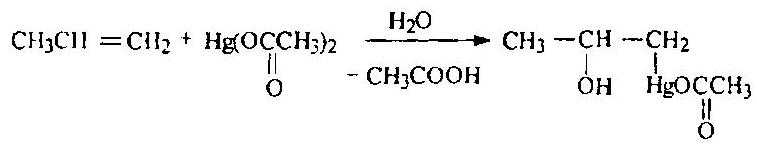 H₂O
CH₃CH = CH₂ + Hg(OCCH₃)₂ → CH₃ – CH – CH₂
O – CH₃COOH OH HgOCCH₃
O